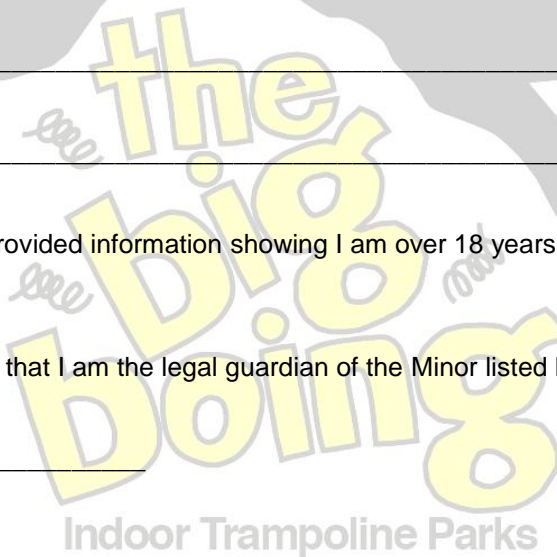 the
big
rovided information showing I am over 18 years
boing
that I am the legal guardian of the Minor listed
Indoor Trampoline Parks